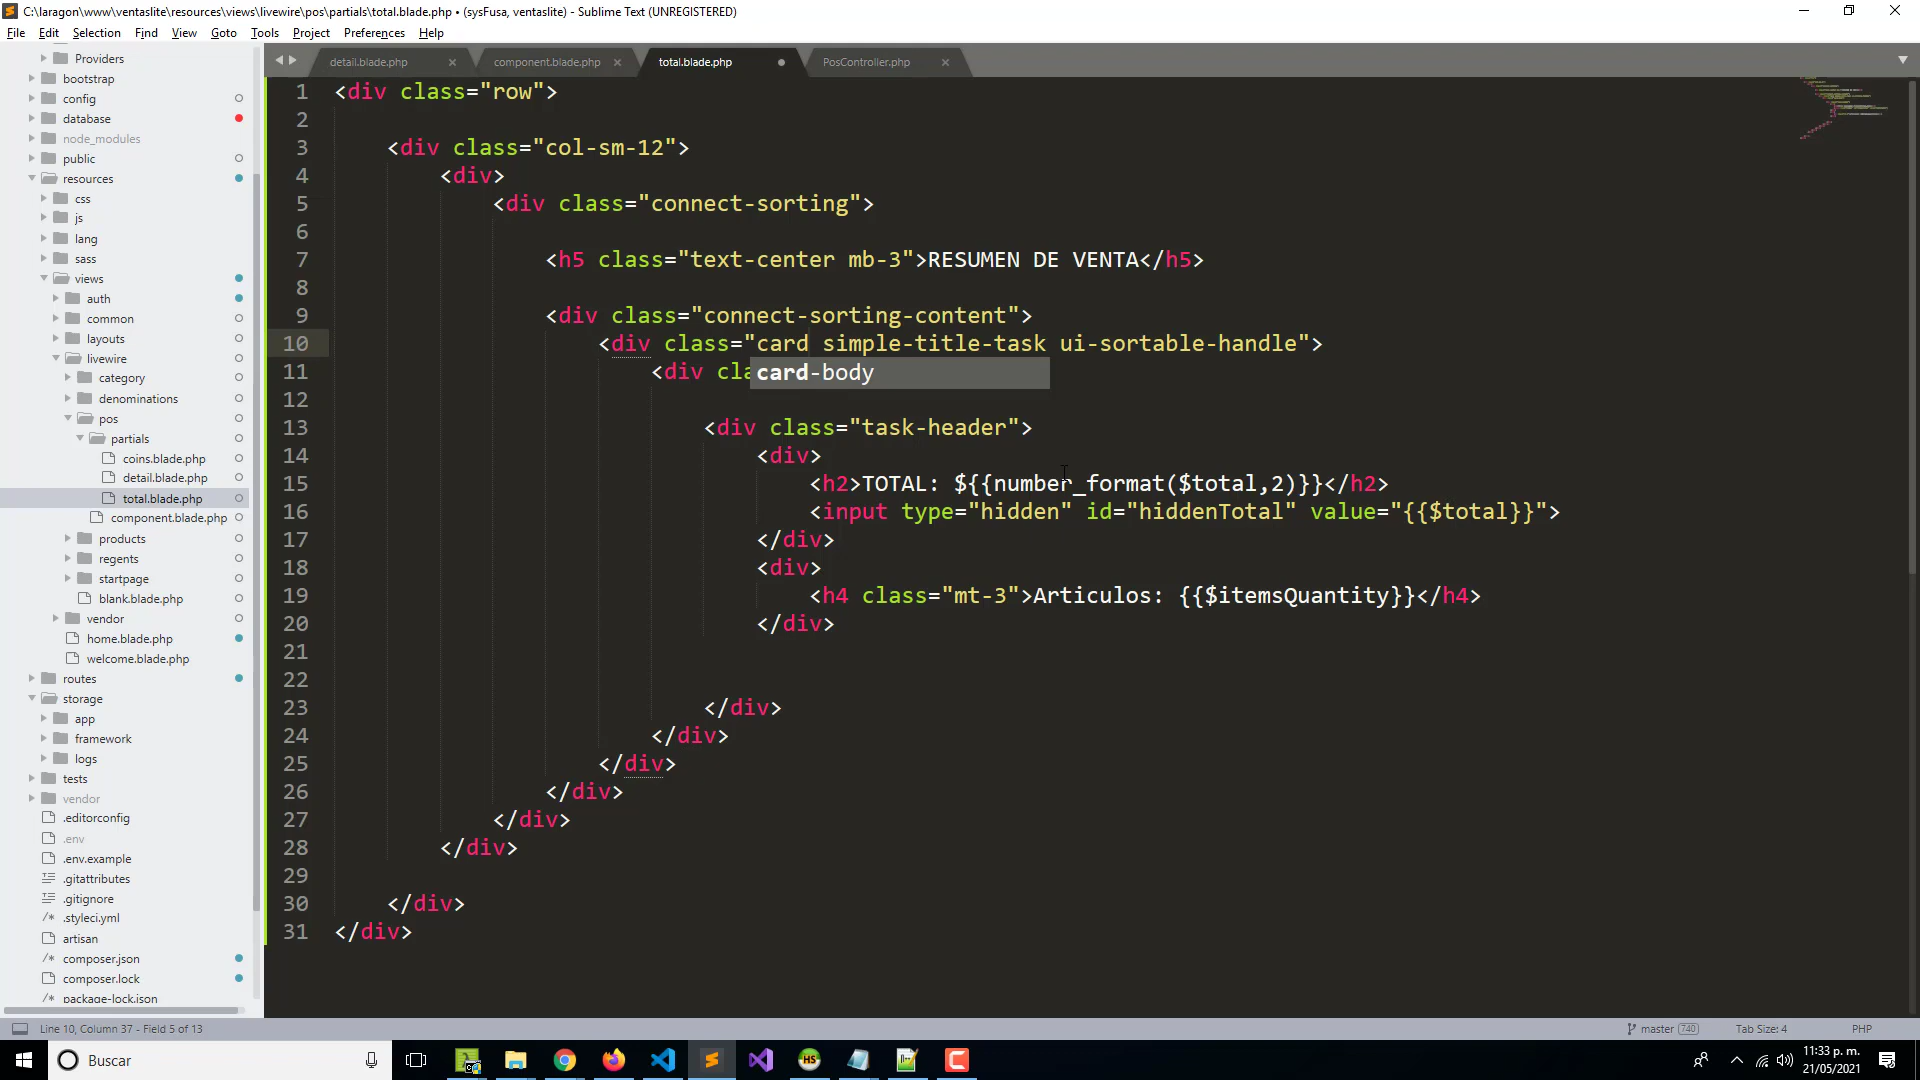 C:\laragon\www\ventaslite\resources\views\livewire\pos\partials\total.blade.php • (sysFusa, ventaslite) - Sublime Text (UNREGISTERED)
File Edit Selection Find View Goto Tools Project Preferences Help
Providers
bootstrap
config
database
node_modules
public
resources
css
js
lang
sass
views
auth
common
layouts
livewire
category
denominations
pos
partials
coins.blade.php
detail.blade.php
total.blade.php
component.blade.php
products
regents
startpage
blank.blade.php
vendor
home.blade.php
welcome.blade.php
routes
storage
app
framework
logs
tests
vendor
.editorconfig
.env
.env.example
.gitattributes
.gitignore
.styleci.yml
artisan
composer.json
composer.lock
package-lock.json
detail.blade.php component.blade.php total.blade.php PosController.php
1 <div class="row">
2
3 <div class="col-sm-12">
4 <div>
5 <div class="connect-sorting">
6
7 <h5 class="text-center mb-3">RESUMEN DE VENTA</h5>
8
9 <div class="connect-sorting-content">
10 <div class="card simple-title-task ui-sortable-handle">
11 <div cla
card-body
12
13 <div class="task-header">
14 <div>
15 <h2>TOTAL: ${{number_format($total,2)}}</h2>
16 <input type="hidden" id="hiddenTotal" value="{{$total}}">
17 </div>
18 <div>
19 <h4 class="mt-3">Articulos: {{$itemsQuantity}}</h4>
20 </div>
21
22
23 </div>
24 </div>
25 </div>
26 </div>
27 </div>
28 </div>
29
30 </div>
31 </div>
Line 10, Column 37 - Field 5 of 13 master 740 Tab Size: 4 PHP
Buscar
11:33 p. m.
21/05/2021